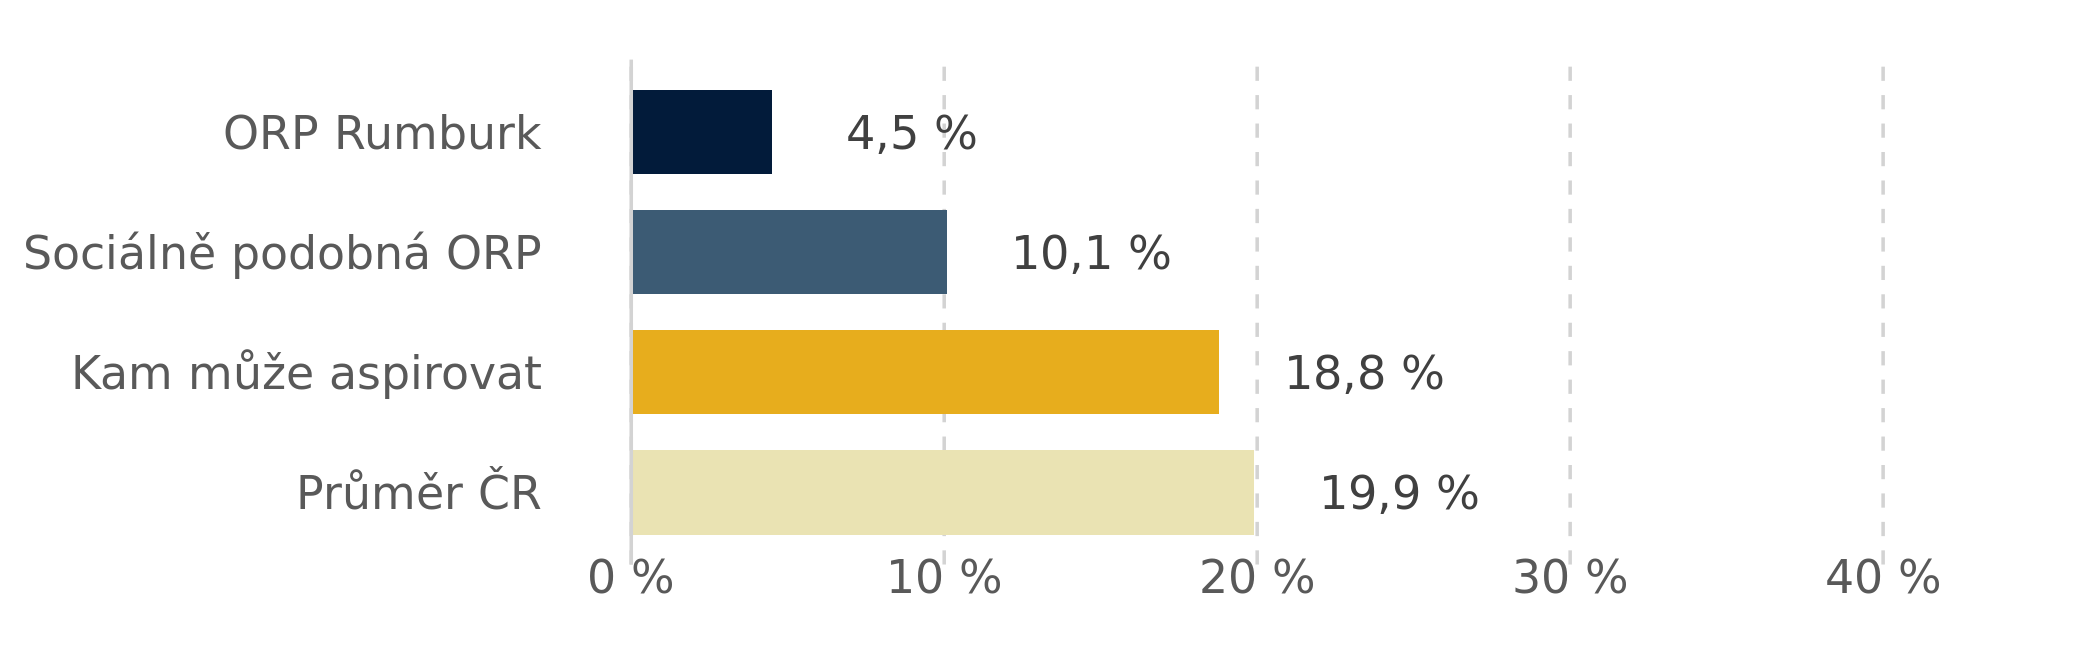 ORP Rumburk 4,5 %
Sociálně podobná ORP 10,1 %
Kam může aspirovat 18,8 %
Průměr ČR 19,9 %
0 % 10 % 20 % 30 % 40 %